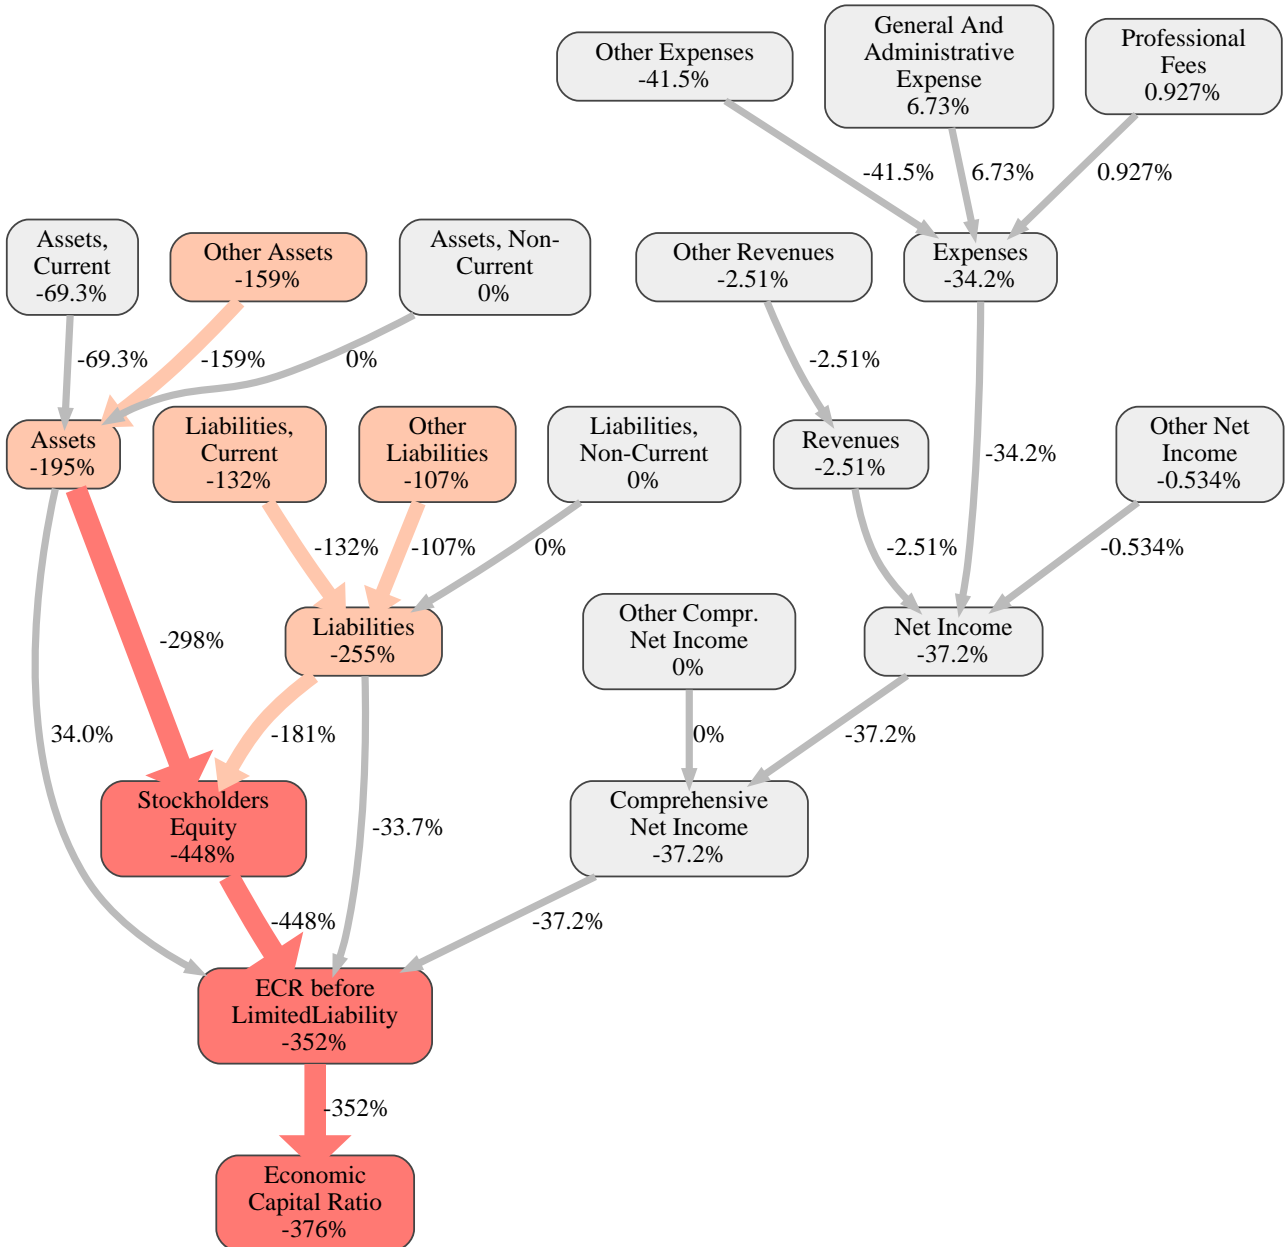 Other Expenses
-41.5%
General And
Administrative
Expense
6.73%
Professional
Fees
0.927%
-41.5%
6.73%
0.927%
Assets,
Current
-69.3%
Other Assets
-159%
Assets, Non-
Current
0%
Other Revenues
-2.51%
Expenses
-34.2%
-69.3%
-159%
0%
-2.51%
Assets
-195%
Liabilities,
Current
-132%
Other
Liabilities
-107%
Liabilities,
Non-Current
0%
Revenues
-2.51%
-34.2%
Other Net
Income
-0.534%
-132%
-107%
0%
-2.51%
-0.534%
-298%
Liabilities
-255%
Other Compr.
Net Income
0%
Net Income
-37.2%
34.0%
-181%
0%
-37.2%
Stockholders
Equity
-448%
-33.7%
Comprehensive
Net Income
-37.2%
-448%
-37.2%
ECR before
LimitedLiability
-352%
-352%
Economic
Capital Ratio
-376%